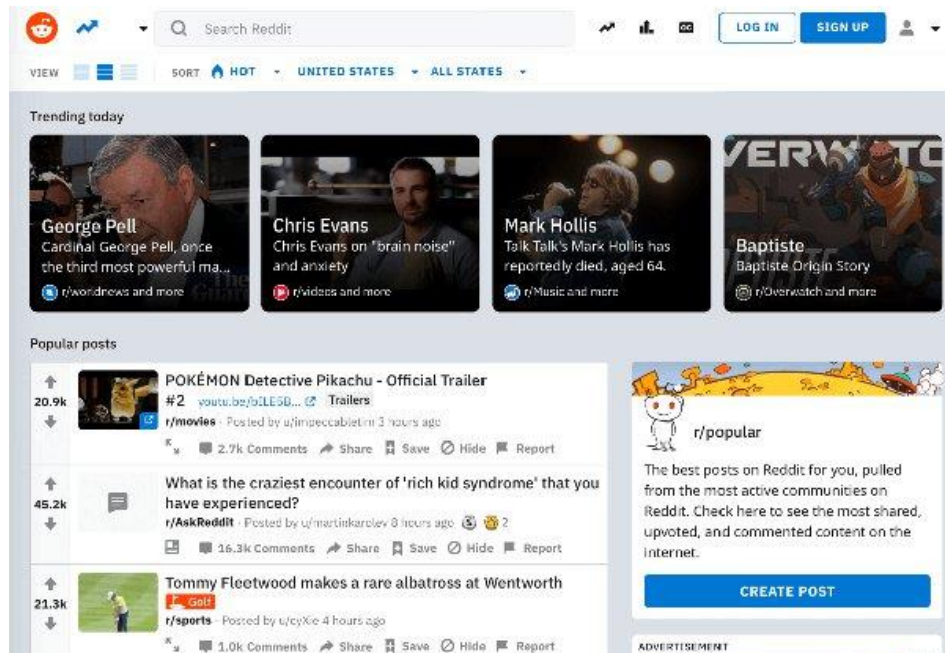 Search Reddit
LOG IN
SIGN UP
VIEW
SORT HOT
UNITED STATES
ALL STATES
Trending today
George Pell
Cardinal George Pell, once
the third most powerful ma...
r/worldnews and more
Chris Evans
Chris Evans on "brain noise"
and anxiety
r/videos and more
Mark Hollis
Talk Talk's Mark Hollis has
reportedly died, aged 64.
r/Music and more
Baptiste
Baptiste Origin Story
r/Overwatch and more
Popular posts
20.9k
POKÉMON Detective Pikachu - Official Trailer
#2 Trailers
r/movies · Posted by u/impeccabletim 3 hours ago
2.7k Comments Share Save Hide Report
45.2k
What is the craziest encounter of 'rich kid syndrome' that you
have experienced?
r/AskReddit · Posted by u/martinkarolev 8 hours ago 2
16.3k Comments Share Save Hide Report
21.3k
Tommy Fleetwood makes a rare albatross at Wentworth
Golf
r/sports · Posted by 4 hours ago
1.0k Comments Share Save Hide Report
r/popular
The best posts on Reddit for you, pulled
from the most active communities on
Reddit. Check here to see the most shared,
upvoted, and commented content on the
internet.
CREATE POST
ADVERTISEMENT